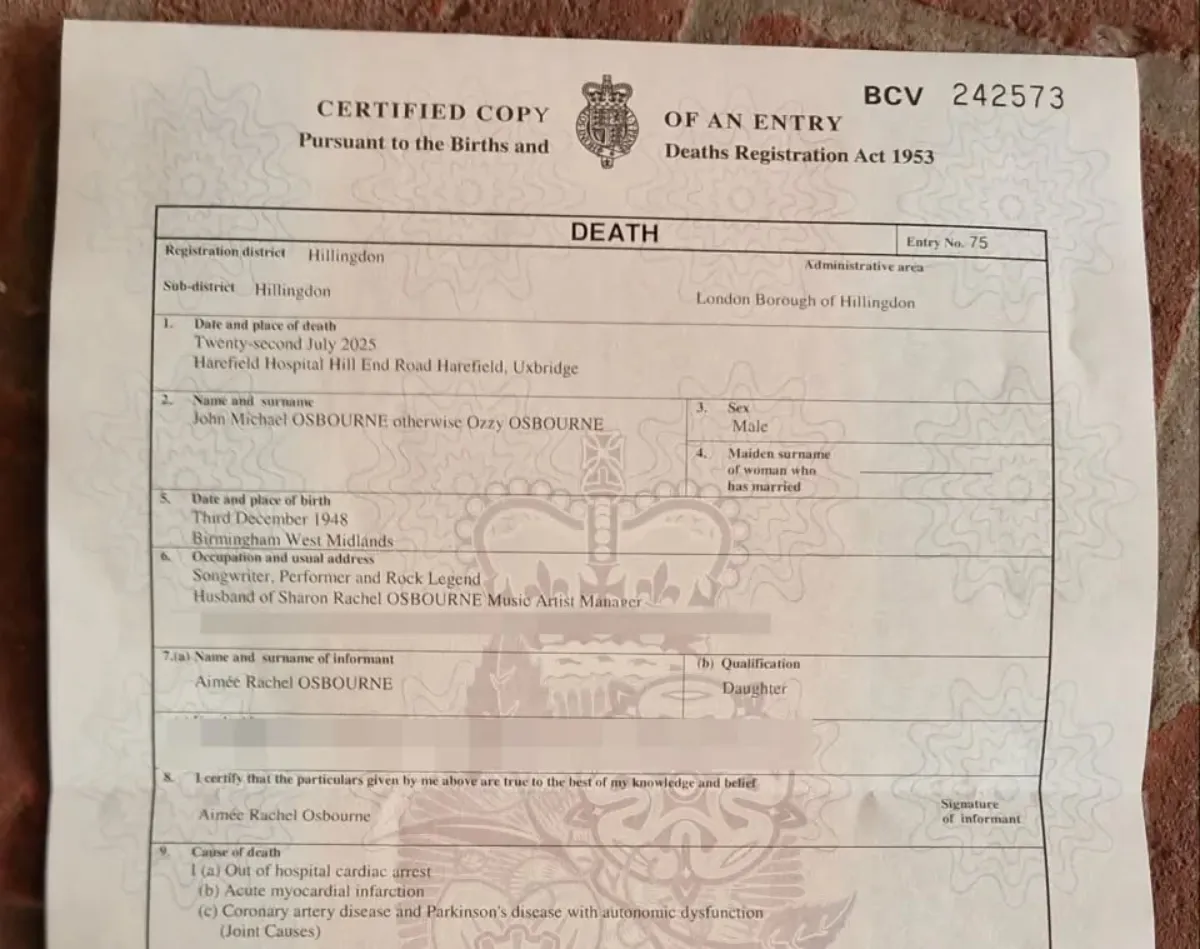 BCV 242573
CERTIFIED COPY OF AN ENTRY
Pursuant to the Births and Deaths Registration Act 1953
DEATH
Entry No. 75
Registration district Hillingdon
Administrative area
Sub-district Hillingdon
London Borough of Hillingdon
1. Date and place of death
Twenty-second July 2025
Harefield Hospital Hill End Road Harefield, Uxbridge
2. Name and surname
John Michael OSBOURNE otherwise Ozzy OSBOURNE
3. Sex
Male
4. Maiden surname
of woman who
has married
5. Date and place of birth
Third December 1948
Birmingham West Midlands
6. Occupation and usual address
Songwriter, Performer and Rock Legend
Husband of Sharon Rachel OSBOURNE Music Artist Manager
7.(a) Name and surname of informant
Aimée Rachel OSBOURNE
(b) Qualification
Daughter
8. I certify that the particulars given by me above are true to the best of my knowledge and belief
Aimée Rachel Osbourne
Signature
of informant
9. Cause of death
I (a) Out of hospital cardiac arrest
(b) Acute myocardial infarction
(c) Coronary artery disease and Parkinson's disease with autonomic dysfunction
(Joint Causes)